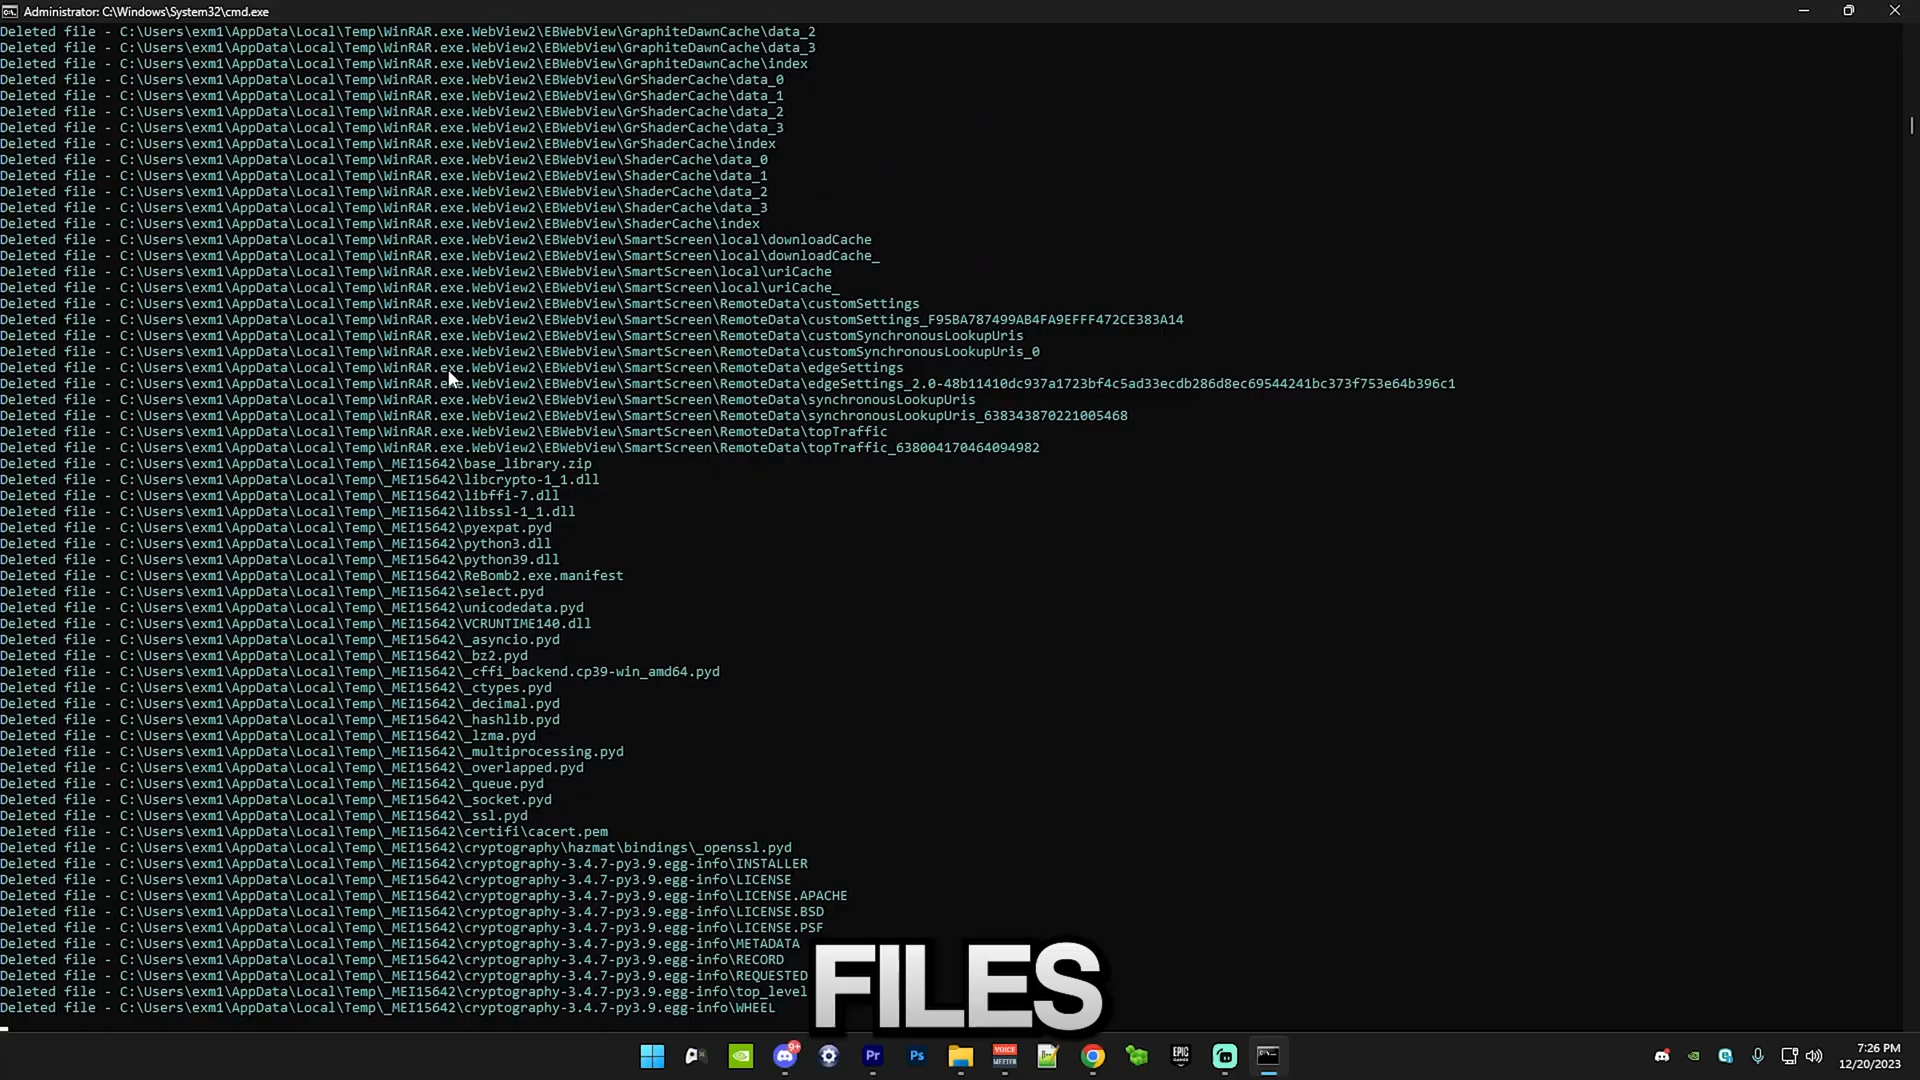 Administrator: C:\Windows\System32\cmd.exe
Deleted file - C:\Users\exm1\AppData\Local\Temp\WinRAR.exe.WebView2\EBWebView\GraphiteDawnCache\data_2
Deleted file - C:\Users\exm1\AppData\Local\Temp\WinRAR.exe.WebView2\EBWebView\GraphiteDawnCache\data_3
Deleted file - C:\Users\exm1\AppData\Local\Temp\WinRAR.exe.WebView2\EBWebView\GraphiteDawnCache\index
Deleted file - C:\Users\exm1\AppData\Local\Temp\WinRAR.exe.WebView2\EBWebView\GrShaderCache\data_0
Deleted file - C:\Users\exm1\AppData\Local\Temp\WinRAR.exe.WebView2\EBWebView\GrShaderCache\data_1
Deleted file - C:\Users\exm1\AppData\Local\Temp\WinRAR.exe.WebView2\EBWebView\GrShaderCache\data_2
Deleted file - C:\Users\exm1\AppData\Local\Temp\WinRAR.exe.WebView2\EBWebView\GrShaderCache\data_3
Deleted file - C:\Users\exm1\AppData\Local\Temp\WinRAR.exe.WebView2\EBWebView\GrShaderCache\index
Deleted file - C:\Users\exm1\AppData\Local\Temp\WinRAR.exe.WebView2\EBWebView\ShaderCache\data_0
Deleted file - C:\Users\exm1\AppData\Local\Temp\WinRAR.exe.WebView2\EBWebView\ShaderCache\data_1
Deleted file - C:\Users\exm1\AppData\Local\Temp\WinRAR.exe.WebView2\EBWebView\ShaderCache\data_2
Deleted file - C:\Users\exm1\AppData\Local\Temp\WinRAR.exe.WebView2\EBWebView\ShaderCache\data_3
Deleted file - C:\Users\exm1\AppData\Local\Temp\WinRAR.exe.WebView2\EBWebView\ShaderCache\index
Deleted file - C:\Users\exm1\AppData\Local\Temp\WinRAR.exe.WebView2\EBWebView\SmartScreen\local\downloadCache
Deleted file - C:\Users\exm1\AppData\Local\Temp\WinRAR.exe.WebView2\EBWebView\SmartScreen\local\downloadCache_
Deleted file - C:\Users\exm1\AppData\Local\Temp\WinRAR.exe.WebView2\EBWebView\SmartScreen\local\uriCache
Deleted file - C:\Users\exm1\AppData\Local\Temp\WinRAR.exe.WebView2\EBWebView\SmartScreen\local\uriCache_
Deleted file - C:\Users\exm1\AppData\Local\Temp\WinRAR.exe.WebView2\EBWebView\SmartScreen\RemoteData\customSettings
Deleted file - C:\Users\exm1\AppData\Local\Temp\WinRAR.exe.WebView2\EBWebView\SmartScreen\RemoteData\customSettings_F95BA787499AB4FA9EFFF472CE383A14
Deleted file - C:\Users\exm1\AppData\Local\Temp\WinRAR.exe.WebView2\EBWebView\SmartScreen\RemoteData\customSynchronousLookupUris
Deleted file - C:\Users\exm1\AppData\Local\Temp\WinRAR.exe.WebView2\EBWebView\SmartScreen\RemoteData\customSynchronousLookupUris_0
Deleted file - C:\Users\exm1\AppData\Local\Temp\WinRAR.exe.WebView2\EBWebView\SmartScreen\RemoteData\edgeSettings
Deleted file - C:\Users\exm1\AppData\Local\Temp\WinRAR.exe.WebView2\EBWebView\SmartScreen\RemoteData\edgeSettings_2.0-48b11410dc937a1723bf4c5ad33ecdb286d8ec69544241bc373f753e64b396c1
Deleted file - C:\Users\exm1\AppData\Local\Temp\WinRAR.exe.WebView2\EBWebView\SmartScreen\RemoteData\synchronousLookupUris
Deleted file - C:\Users\exm1\AppData\Local\Temp\WinRAR.exe.WebView2\EBWebView\SmartScreen\RemoteData\synchronousLookupUris_638343870221005468
Deleted file - C:\Users\exm1\AppData\Local\Temp\WinRAR.exe.WebView2\EBWebView\SmartScreen\RemoteData\topTraffic
Deleted file - C:\Users\exm1\AppData\Local\Temp\WinRAR.exe.WebView2\EBWebView\SmartScreen\RemoteData\topTraffic_638004170464094982
Deleted file - C:\Users\exm1\AppData\Local\Temp\_MEI15642\base_library.zip
Deleted file - C:\Users\exm1\AppData\Local\Temp\_MEI15642\libcrypto-1_1.dll
Deleted file - C:\Users\exm1\AppData\Local\Temp\_MEI15642\libffi-7.dll
Deleted file - C:\Users\exm1\AppData\Local\Temp\_MEI15642\libssl-1_1.dll
Deleted file - C:\Users\exm1\AppData\Local\Temp\_MEI15642\pyexpat.pyd
Deleted file - C:\Users\exm1\AppData\Local\Temp\_MEI15642\python3.dll
Deleted file - C:\Users\exm1\AppData\Local\Temp\_MEI15642\python39.dll
Deleted file - C:\Users\exm1\AppData\Local\Temp\_MEI15642\ReBomb2.exe.manifest
Deleted file - C:\Users\exm1\AppData\Local\Temp\_MEI15642\select.pyd
Deleted file - C:\Users\exm1\AppData\Local\Temp\_MEI15642\unicodedata.pyd
Deleted file - C:\Users\exm1\AppData\Local\Temp\_MEI15642\VCRUNTIME140.dll
Deleted file - C:\Users\exm1\AppData\Local\Temp\_MEI15642\_asyncio.pyd
Deleted file - C:\Users\exm1\AppData\Local\Temp\_MEI15642\_bz2.pyd
Deleted file - C:\Users\exm1\AppData\Local\Temp\_MEI15642\_cffi_backend.cp39-win_amd64.pyd
Deleted file - C:\Users\exm1\AppData\Local\Temp\_MEI15642\_ctypes.pyd
Deleted file - C:\Users\exm1\AppData\Local\Temp\_MEI15642\_decimal.pyd
Deleted file - C:\Users\exm1\AppData\Local\Temp\_MEI15642\_hashlib.pyd
Deleted file - C:\Users\exm1\AppData\Local\Temp\_MEI15642\_lzma.pyd
Deleted file - C:\Users\exm1\AppData\Local\Temp\_MEI15642\_multiprocessing.pyd
Deleted file - C:\Users\exm1\AppData\Local\Temp\_MEI15642\_overlapped.pyd
Deleted file - C:\Users\exm1\AppData\Local\Temp\_MEI15642\_queue.pyd
Deleted file - C:\Users\exm1\AppData\Local\Temp\_MEI15642\_socket.pyd
Deleted file - C:\Users\exm1\AppData\Local\Temp\_MEI15642\_ssl.pyd
Deleted file - C:\Users\exm1\AppData\Local\Temp\_MEI15642\certifi\cacert.pem
Deleted file - C:\Users\exm1\AppData\Local\Temp\_MEI15642\cryptography\hazmat\bindings\_openssl.pyd
Deleted file - C:\Users\exm1\AppData\Local\Temp\_MEI15642\cryptography-3.4.7-py3.9.egg-info\INSTALLER
Deleted file - C:\Users\exm1\AppData\Local\Temp\_MEI15642\cryptography-3.4.7-py3.9.egg-info\LICENSE
Deleted file - C:\Users\exm1\AppData\Local\Temp\_MEI15642\cryptography-3.4.7-py3.9.egg-info\LICENSE.APACHE
Deleted file - C:\Users\exm1\AppData\Local\Temp\_MEI15642\cryptography-3.4.7-py3.9.egg-info\LICENSE.BSD
Deleted file - C:\Users\exm1\AppData\Local\Temp\_MEI15642\cryptography-3.4.7-py3.9.egg-info\LICENSE.PSF
Deleted file - C:\Users\exm1\AppData\Local\Temp\_MEI15642\cryptography-3.4.7-py3.9.egg-info\METADATA
Deleted file - C:\Users\exm1\AppData\Local\Temp\_MEI15642\cryptography-3.4.7-py3.9.egg-info\RECORD
Deleted file - C:\Users\exm1\AppData\Local\Temp\_MEI15642\cryptography-3.4.7-py3.9.egg-info\REQUESTED
Deleted file - C:\Users\exm1\AppData\Local\Temp\_MEI15642\cryptography-3.4.7-py3.9.egg-info\top_level
Deleted file - C:\Users\exm1\AppData\Local\Temp\_MEI15642\cryptography-3.4.7-py3.9.egg-info\WHEEL
FILES
9+
Pr
Ps
VOICE
MEETER
EPIC
GAMES
7:26 PM
12/20/2023